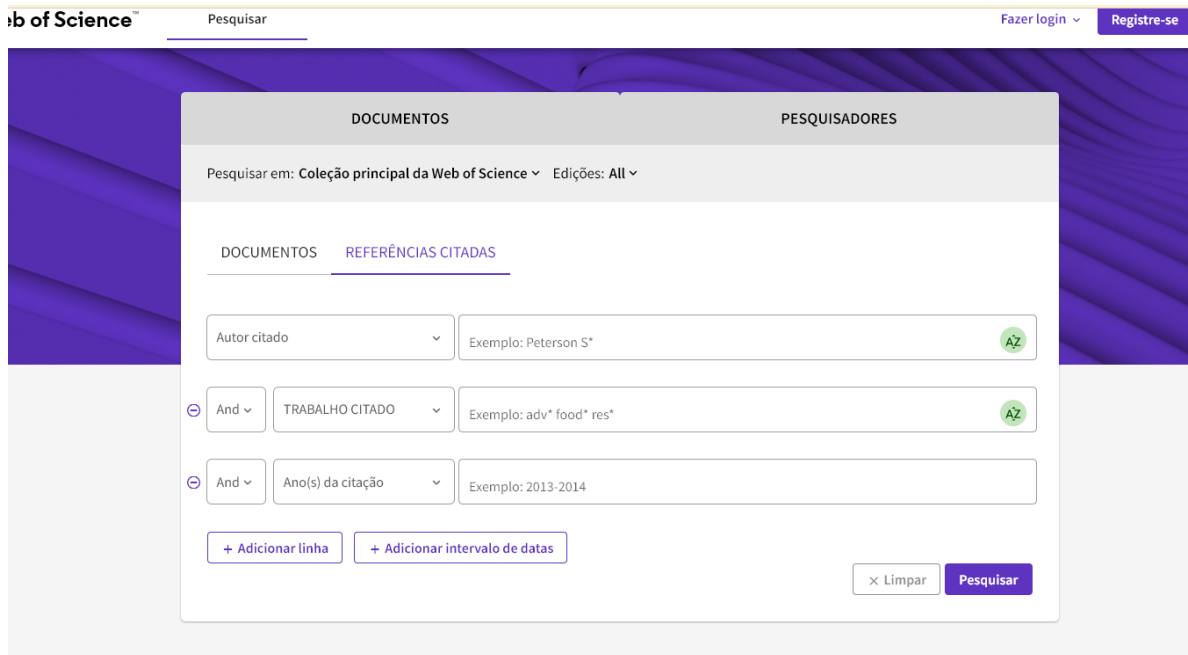 eb of Science™ Pesquisar Fazer login Registre-se
DOCUMENTOS PESQUISADORES
Pesquisar em: Coleção principal da Web of Science Edições: All
DOCUMENTOS REFERÊNCIAS CITADAS
Autor citado Exemplo: Peterson S* AZ
And TRABALHO CITADO Exemplo: adv* food* res* AZ
And Ano(s) da citação Exemplo: 2013-2014
+ Adicionar linha + Adicionar intervalo de datas
× Limpar Pesquisar